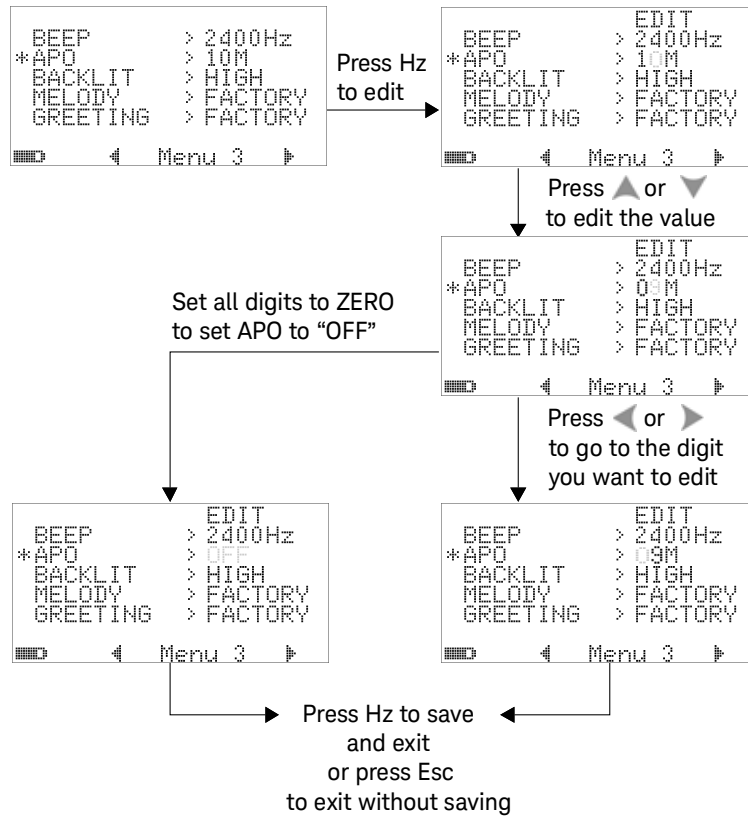 BEEP > 2400Hz
*APO > 10M
BACKLIT > HIGH
MELODY > FACTORY
GREETING > FACTORY
Menu 3
Press Hz
to edit
EDIT
BEEP > 2400Hz
*APO > 10M
BACKLIT > HIGH
MELODY > FACTORY
GREETING > FACTORY
Menu 3
Press or
to edit the value
EDIT
BEEP > 2400Hz
*APO > 09M
BACKLIT > HIGH
MELODY > FACTORY
GREETING > FACTORY
Menu 3
Set all digits to ZERO
to set APO to “OFF”
Press or
to go to the digit
you want to edit
EDIT
BEEP > 2400Hz
*APO > OFF
BACKLIT > HIGH
MELODY > FACTORY
GREETING > FACTORY
Menu 3
EDIT
BEEP > 2400Hz
*APO > 09M
BACKLIT > HIGH
MELODY > FACTORY
GREETING > FACTORY
Menu 3
Press Hz to save
and exit
or press Esc
to exit without saving